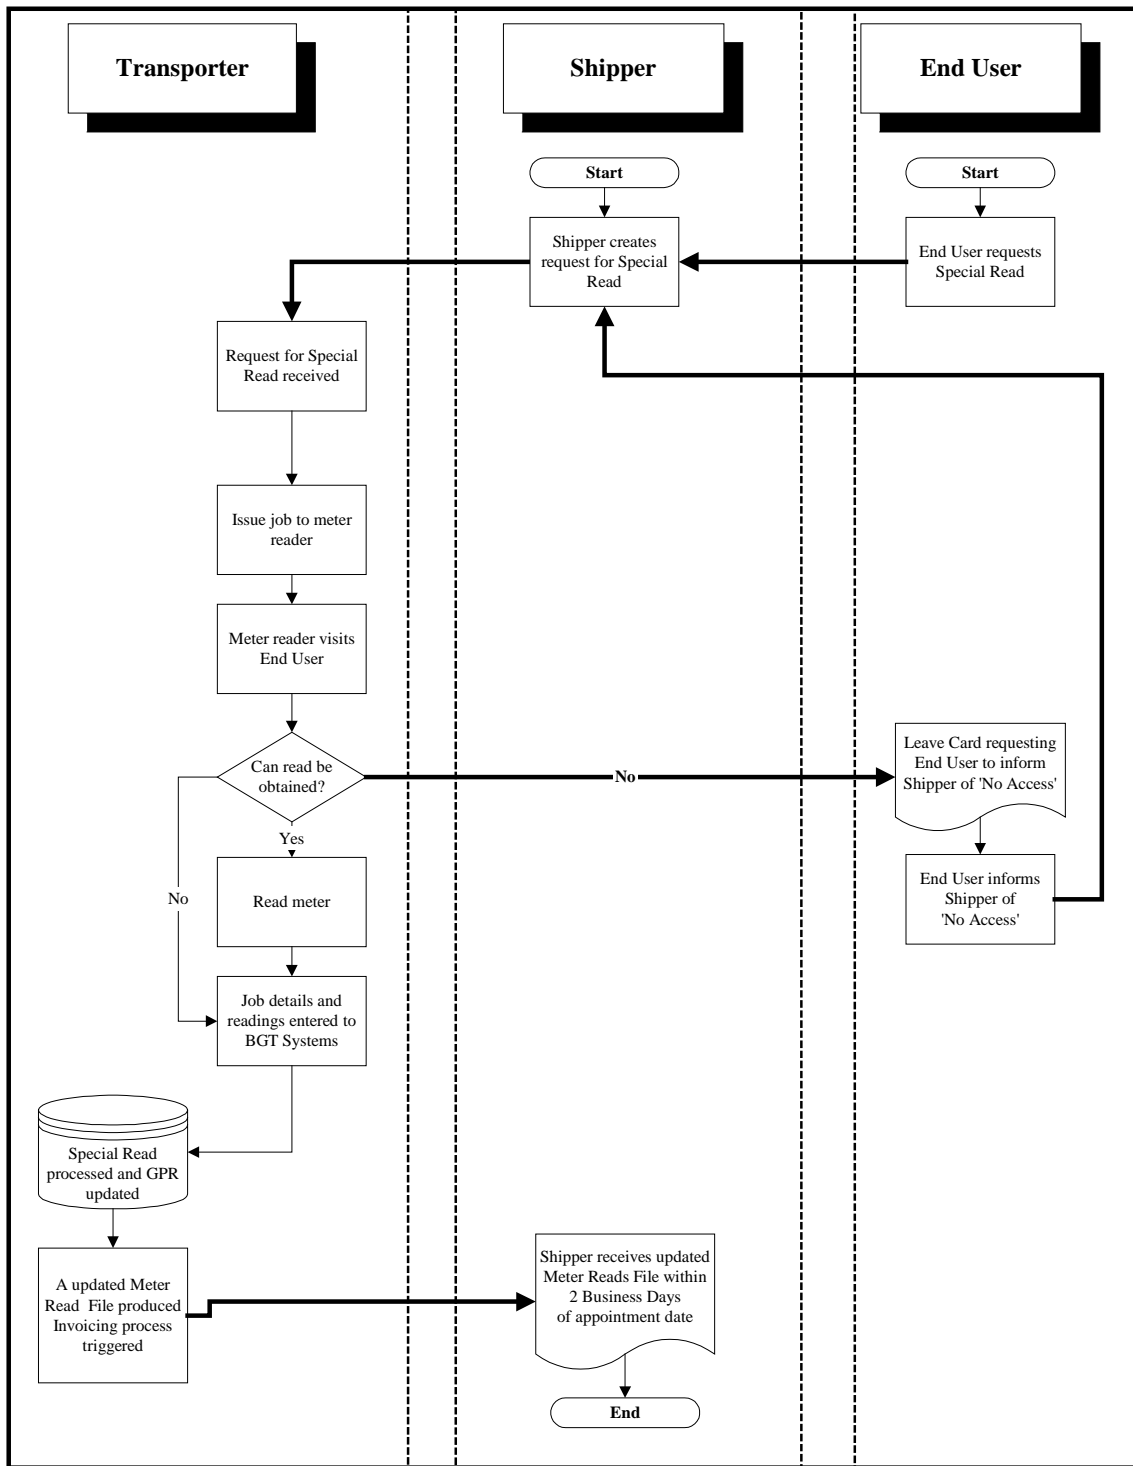 Transporter
Shipper
End User
Start
Start
Shipper creates
request for Special
Read
End User requests
Special Read
Request for Special
Read received
Issue job to meter
reader
Meter reader visits
End User
Can read be
obtained?
No
Leave Card requesting
End User to inform
Shipper of 'No Access'
Yes
No
Read meter
End User informs
Shipper of
'No Access'
Job details and
readings entered to
BGT Systems
Special Read
processed and GPR
updated
A updated Meter
Read File produced
Invoicing process
triggered
Shipper receives updated
Meter Reads File within
2 Business Days
of appointment date
End